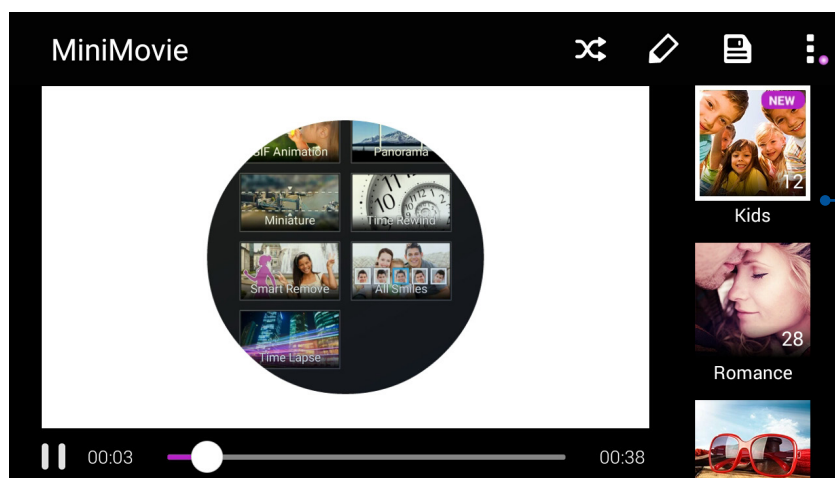 MiniMovie
GIF Animation
Panorama
Miniature
Time Rewind
Smart Remove
All Smiles
Time Lapse
00:03
00:38
NEW
12
Kids
28
Romance